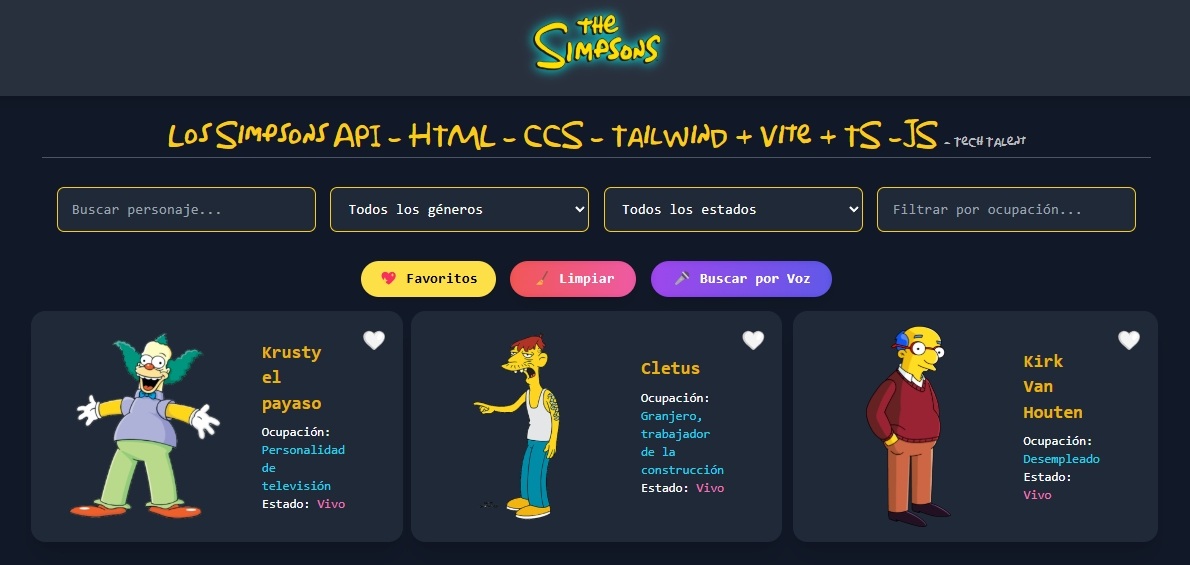 THE
SIMPSONS
LOS SIMPSONS API - HTML - CCS - TAILWIND + VITE + TS - JS - TECH TALENT
Buscar personaje...
Todos los géneros
Todos los estados
Filtrar por ocupación...
Favoritos
Limpiar
Buscar por Voz
Krusty
el
payaso
Ocupación:
Personalidad
de
televisión
Estado: Vivo
Cletus
Ocupación:
Granjero,
trabajador
de la
construcción
Estado: Vivo
Kirk
Van
Houten
Ocupación:
Desempleado
Estado:
Vivo